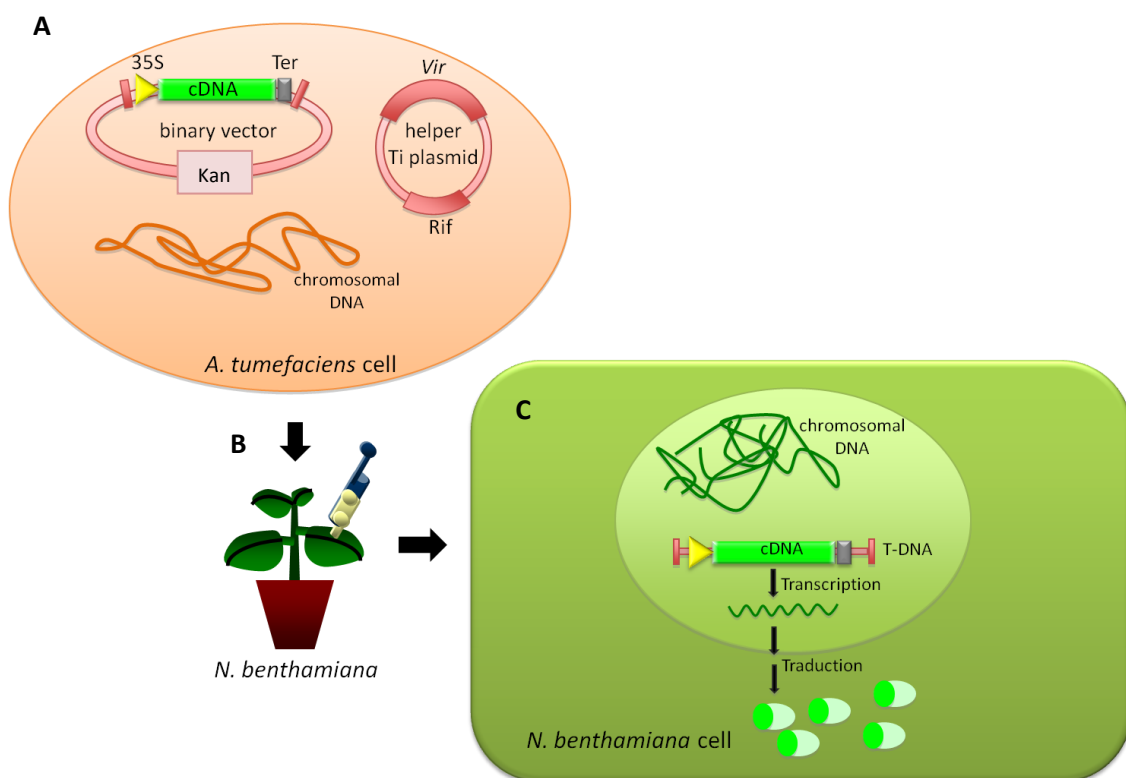 A
35S
Ter
cDNA
binary vector
Kan
Vir
helper
Ti plasmid
Rif
chromosomal
DNA
A. tumefaciens cell
B
N. benthamiana
C
chromosomal
DNA
cDNA
T-DNA
Transcription
Traduction
N. benthamiana cell